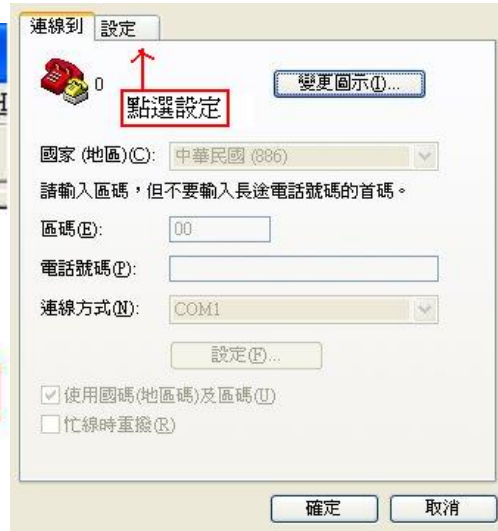 連線到 設定
0
變更圖示(I)...
點選設定
國家 (地區)(C): 中華民國 (886)
請輸入區碼，但不要輸入長途電話號碼的首碼。
區碼(E): 00
電話號碼(P):
連線方式(N): COM1
設定(F)...
使用國碼(地區碼)及區碼(U)
忙線時重撥(R)
確定 取消